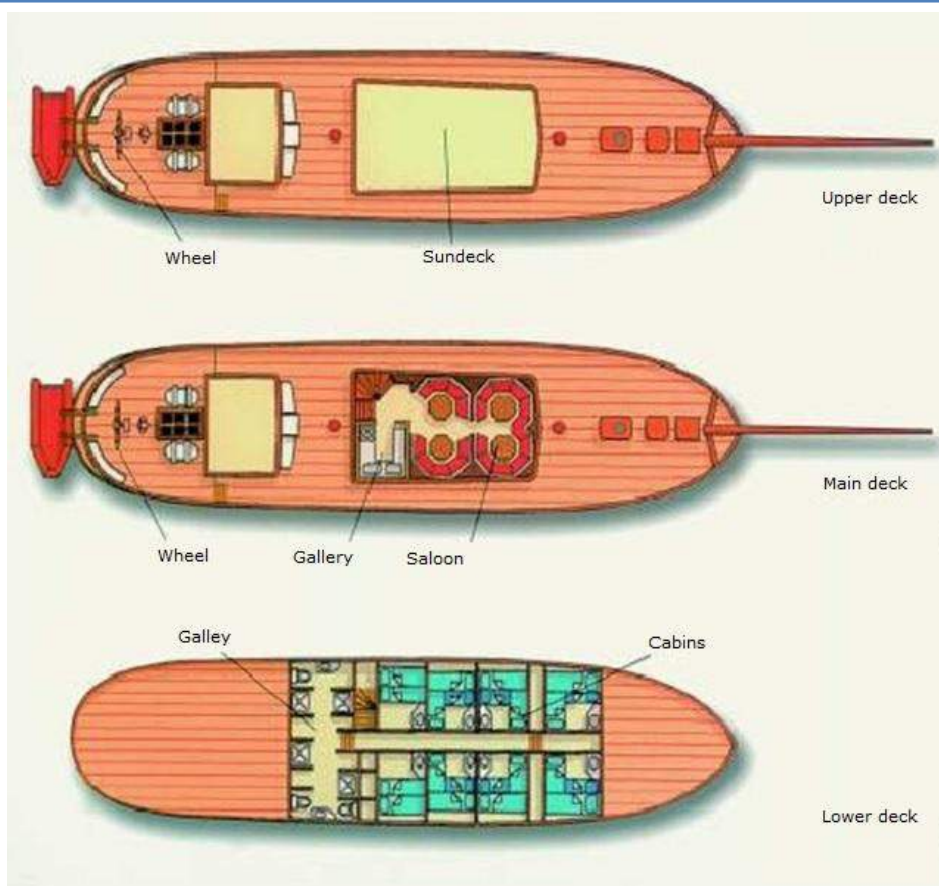 Upper deck
Wheel
Sundeck
Main deck
Wheel
Gallery
Saloon
Galley
Cabins
Lower deck